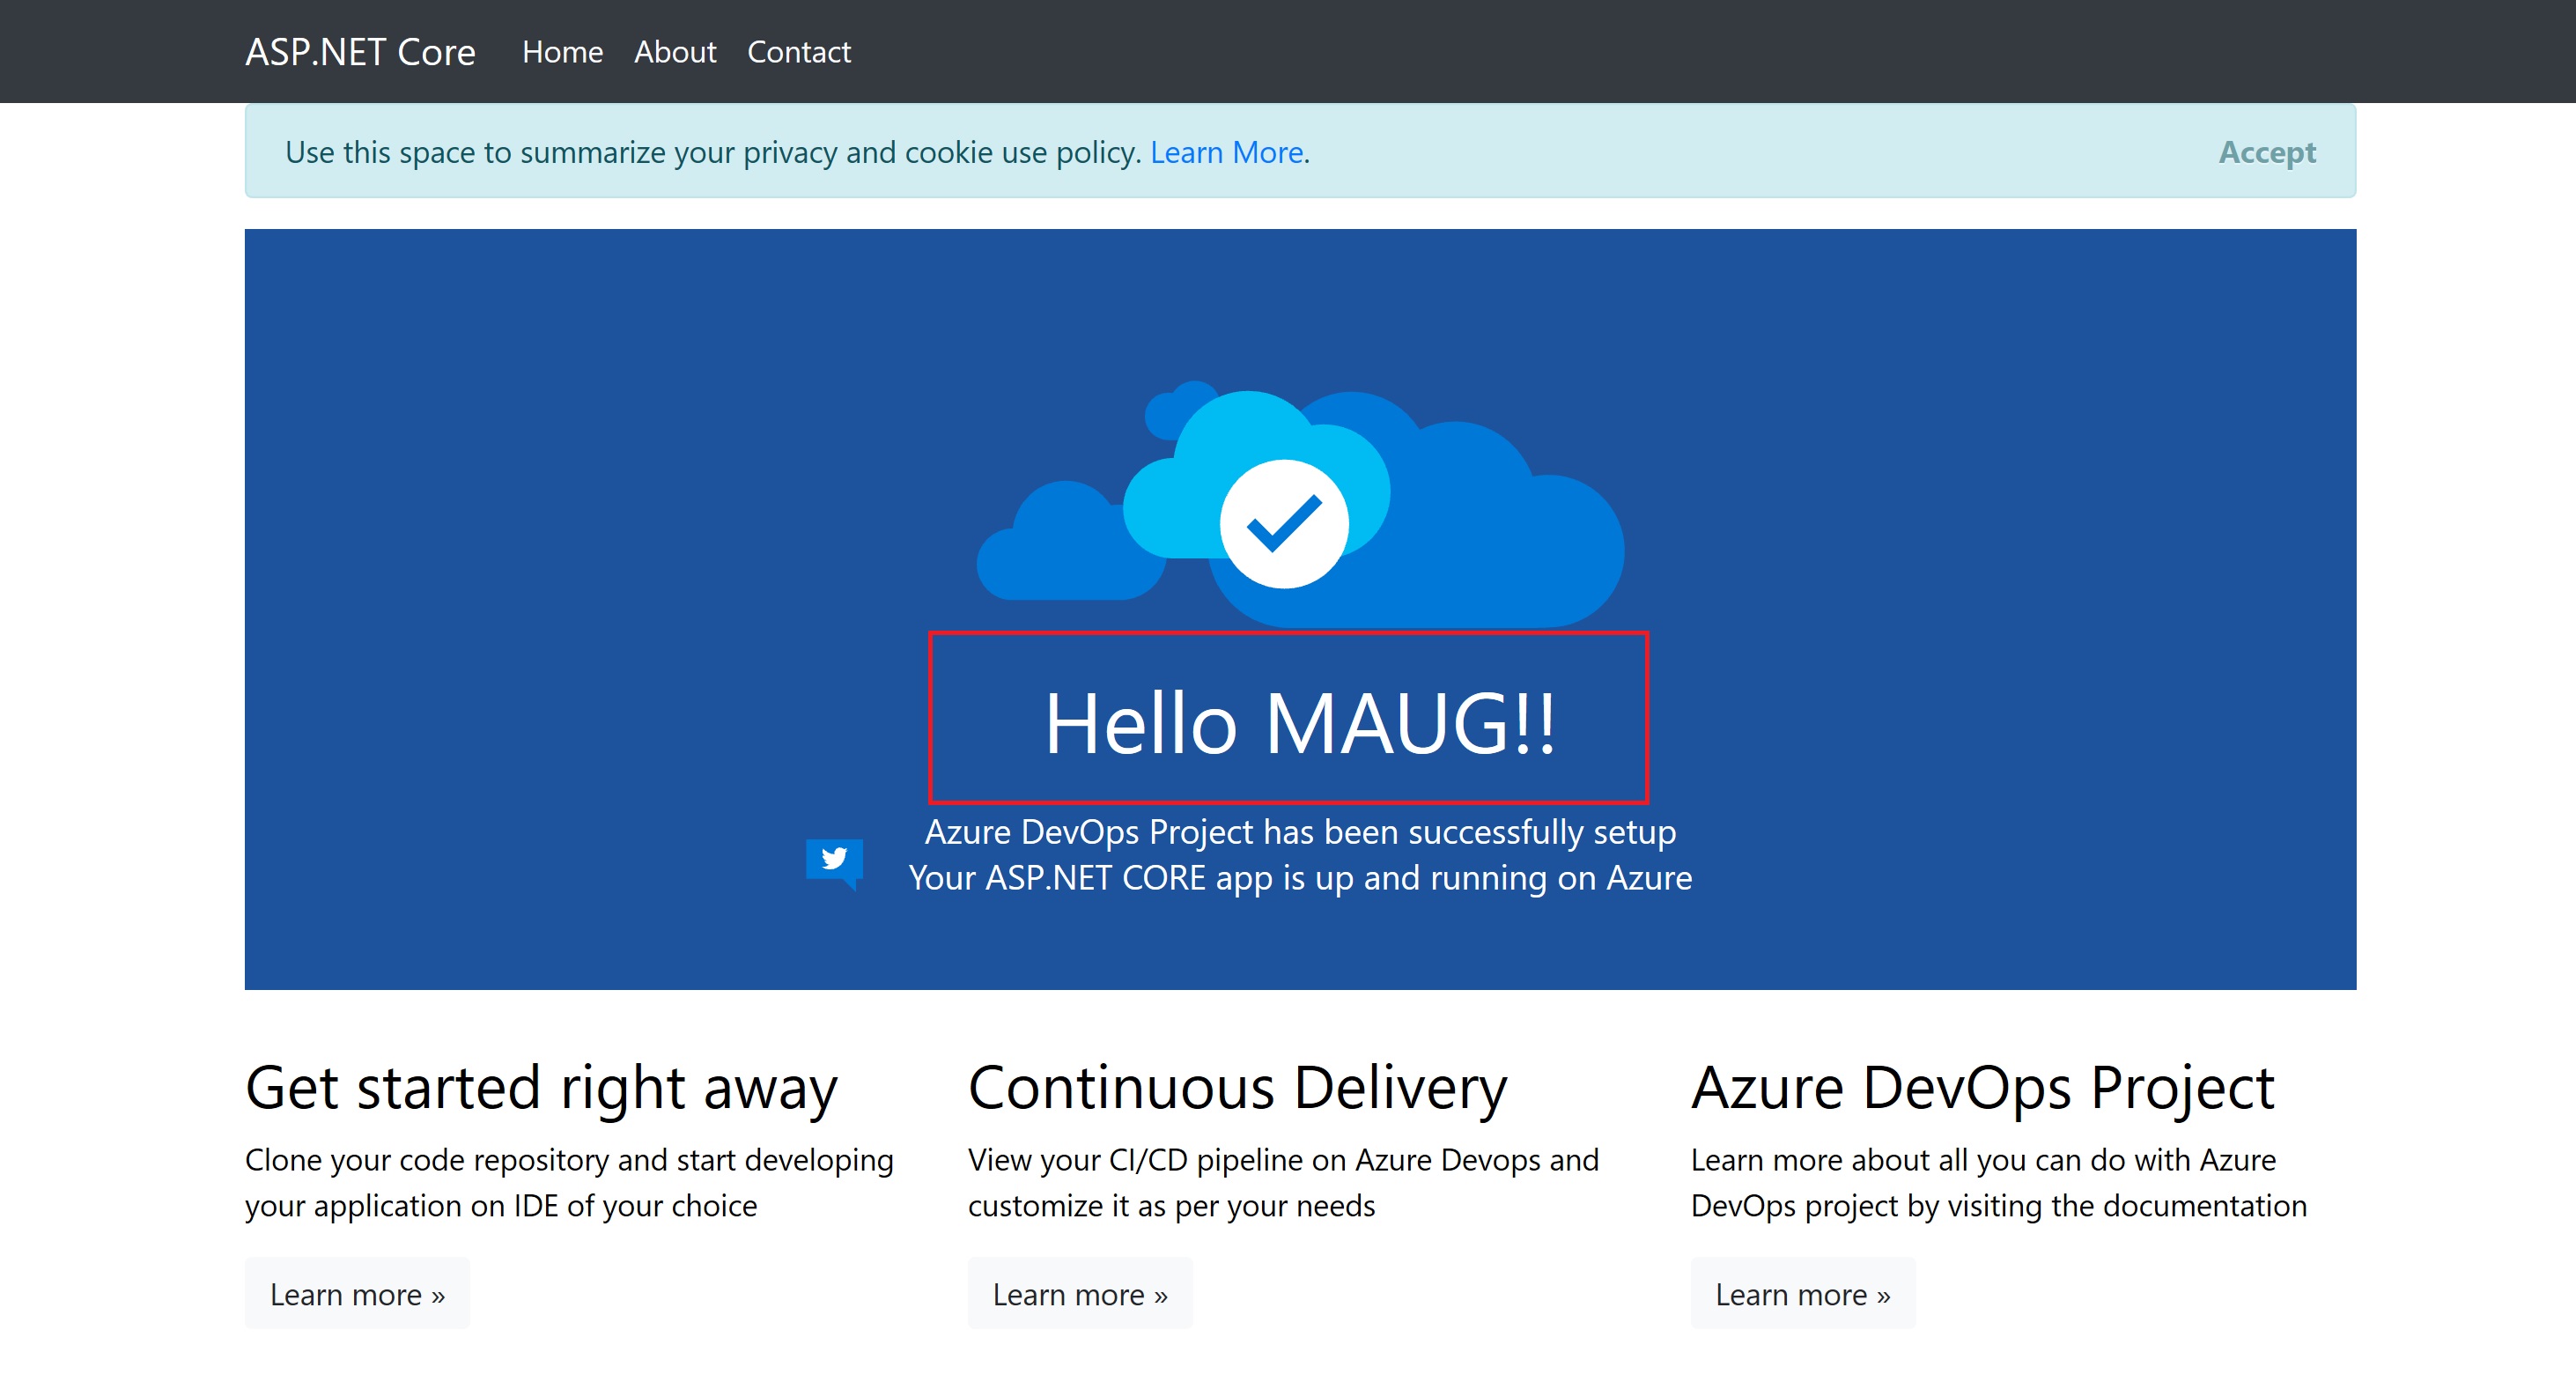 ASP.NET Core Home About Contact
Use this space to summarize your privacy and cookie use policy. Learn More. Accept
Hello MAUG!!
Azure DevOps Project has been successfully setup
Your ASP.NET CORE app is up and running on Azure
Get started right away
Clone your code repository and start developing
your application on IDE of your choice
Learn more »
Continuous Delivery
View your CI/CD pipeline on Azure Devops and
customize it as per your needs
Learn more »
Azure DevOps Project
Learn more about all you can do with Azure
DevOps project by visiting the documentation
Learn more »